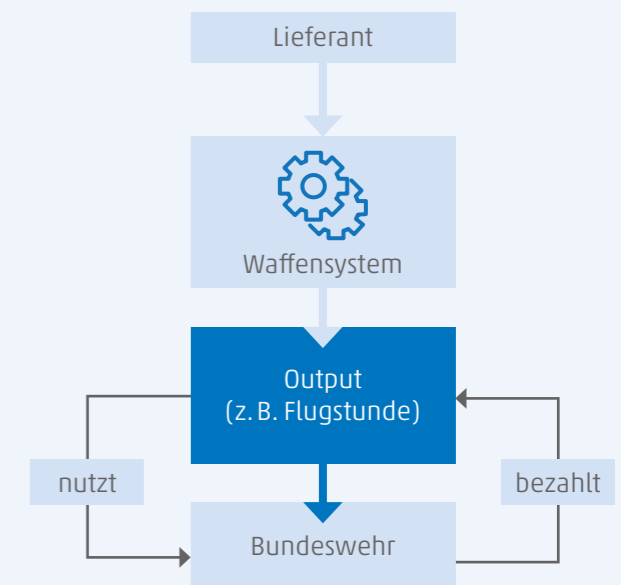 Lieferant
Waffensystem
Output
(z. B. Flugstunde)
nutzt
bezahlt
Bundeswehr